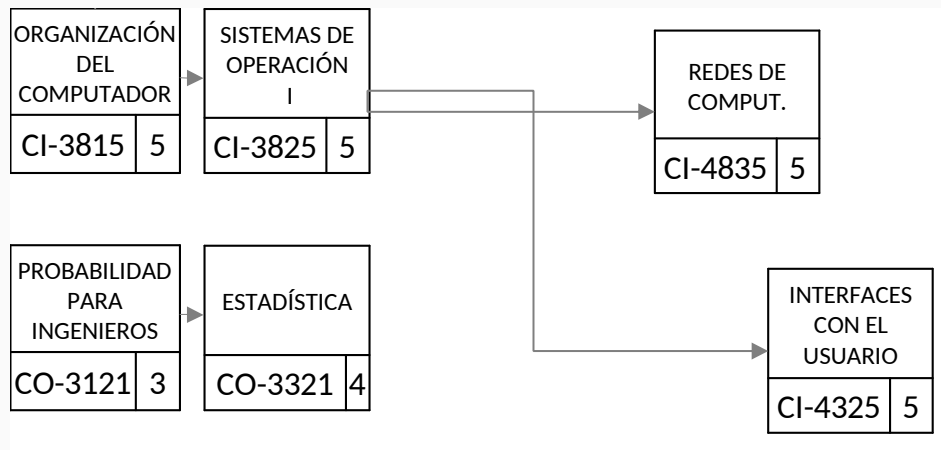 ORGANIZACIÓN
DEL
COMPUTADOR
CI-3815 5
SISTEMAS DE
OPERACIÓN
I
CI-3825 5
REDES DE
COMPUT.
CI-4835 5
PROBABILIDAD
PARA
INGENIEROS
CO-3121 3
ESTADÍSTICA
CO-3321 4
INTERFACES
CON EL
USUARIO
CI-4325 5